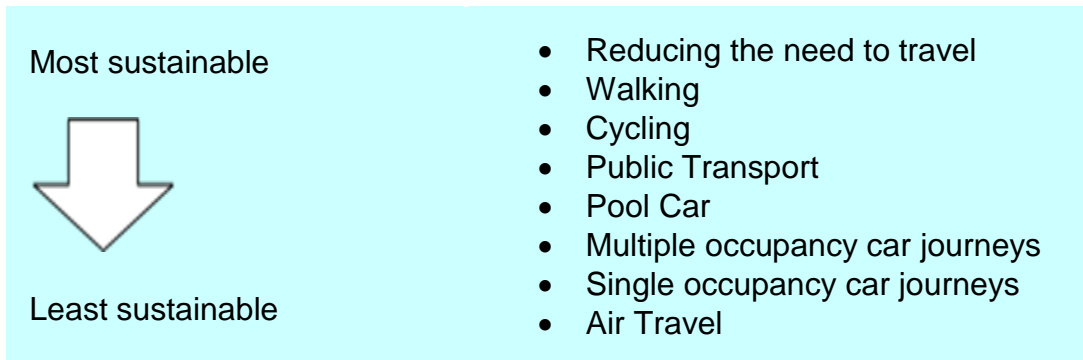 Most sustainable
Least sustainable
• Reducing the need to travel
• Walking
• Cycling
• Public Transport
• Pool Car
• Multiple occupancy car journeys
• Single occupancy car journeys
• Air Travel